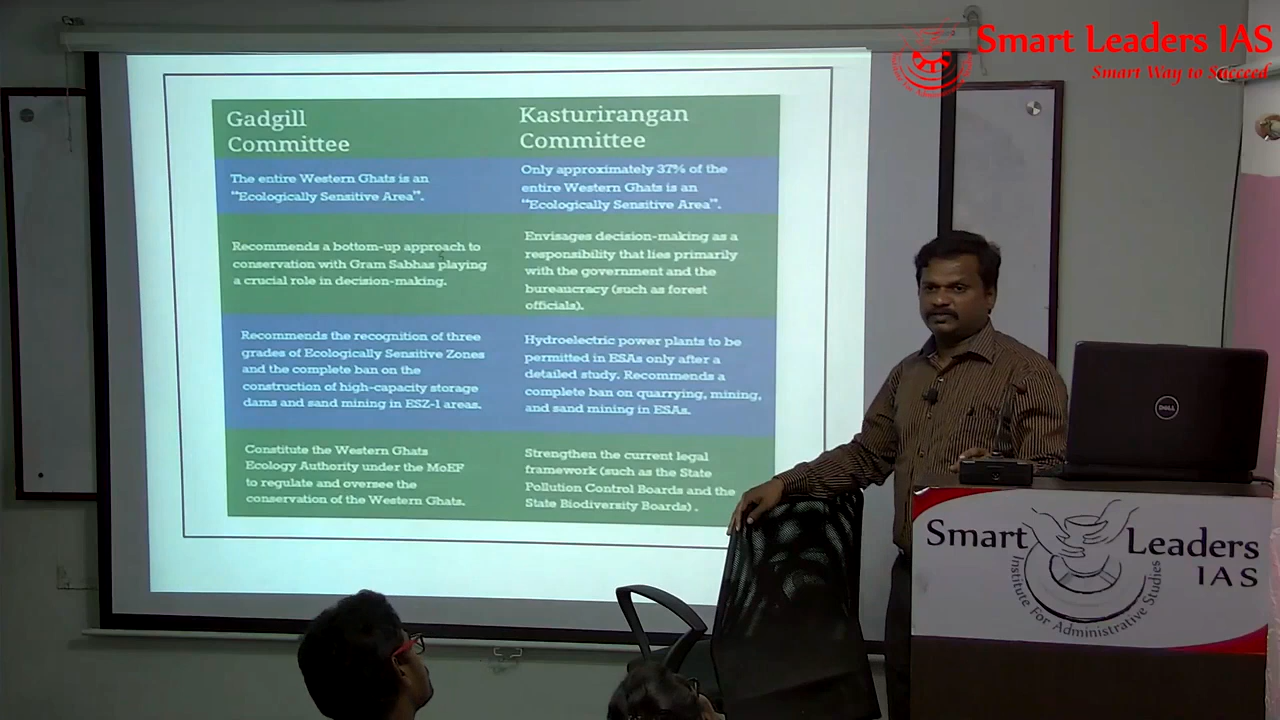 Smart Leaders IAS
Smart Way to Succeed
Gadgill
Committee
Kasturirangan
Committee
The entire Western Ghats is an
"Ecologically Sensitive Area".
Only approximately 37% of the
entire Western Ghats is an
"Ecologically Sensitive Area".
Recommends a bottom-up approach to
conservation with Gram Sabhas playing
a crucial role in decision-making.
Envisages decision-making as a
responsibility that lies primarily
with the government and the
bureaucracy (such as forest
officials).
Recommends the recognition of three
grades of Ecologically Sensitive Zones
and the complete ban on the
construction of high-capacity storage
dams and sand mining in ESZ-1 areas.
Hydroelectric power plants to be
permitted in ESAs only after a
detailed study. Recommends a
complete ban on quarrying, mining,
and sand mining in ESAs.
Constitute the Western Ghats
Ecology Authority under the MoEF
to regulate and oversee the
conservation of the Western Ghats.
Strengthen the current legal
framework (such as the State
Pollution Control Boards and the
State Biodiversity Boards) .
DELL
Smart Leaders
IAS
Institute For Administrative Studies